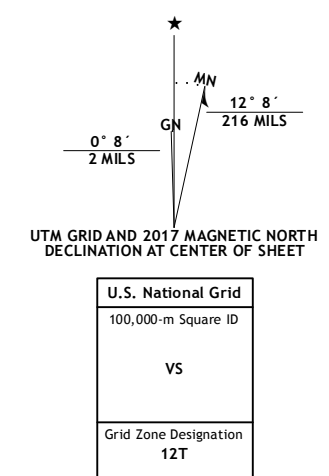 ★
MN
12° 8´
216 MILS
GN
0° 8´
2 MILS
UTM GRID AND 2017 MAGNETIC NORTH
DECLINATION AT CENTER OF SHEET
U.S. National Grid
100,000-m Square ID
VS
Grid Zone Designation
12T